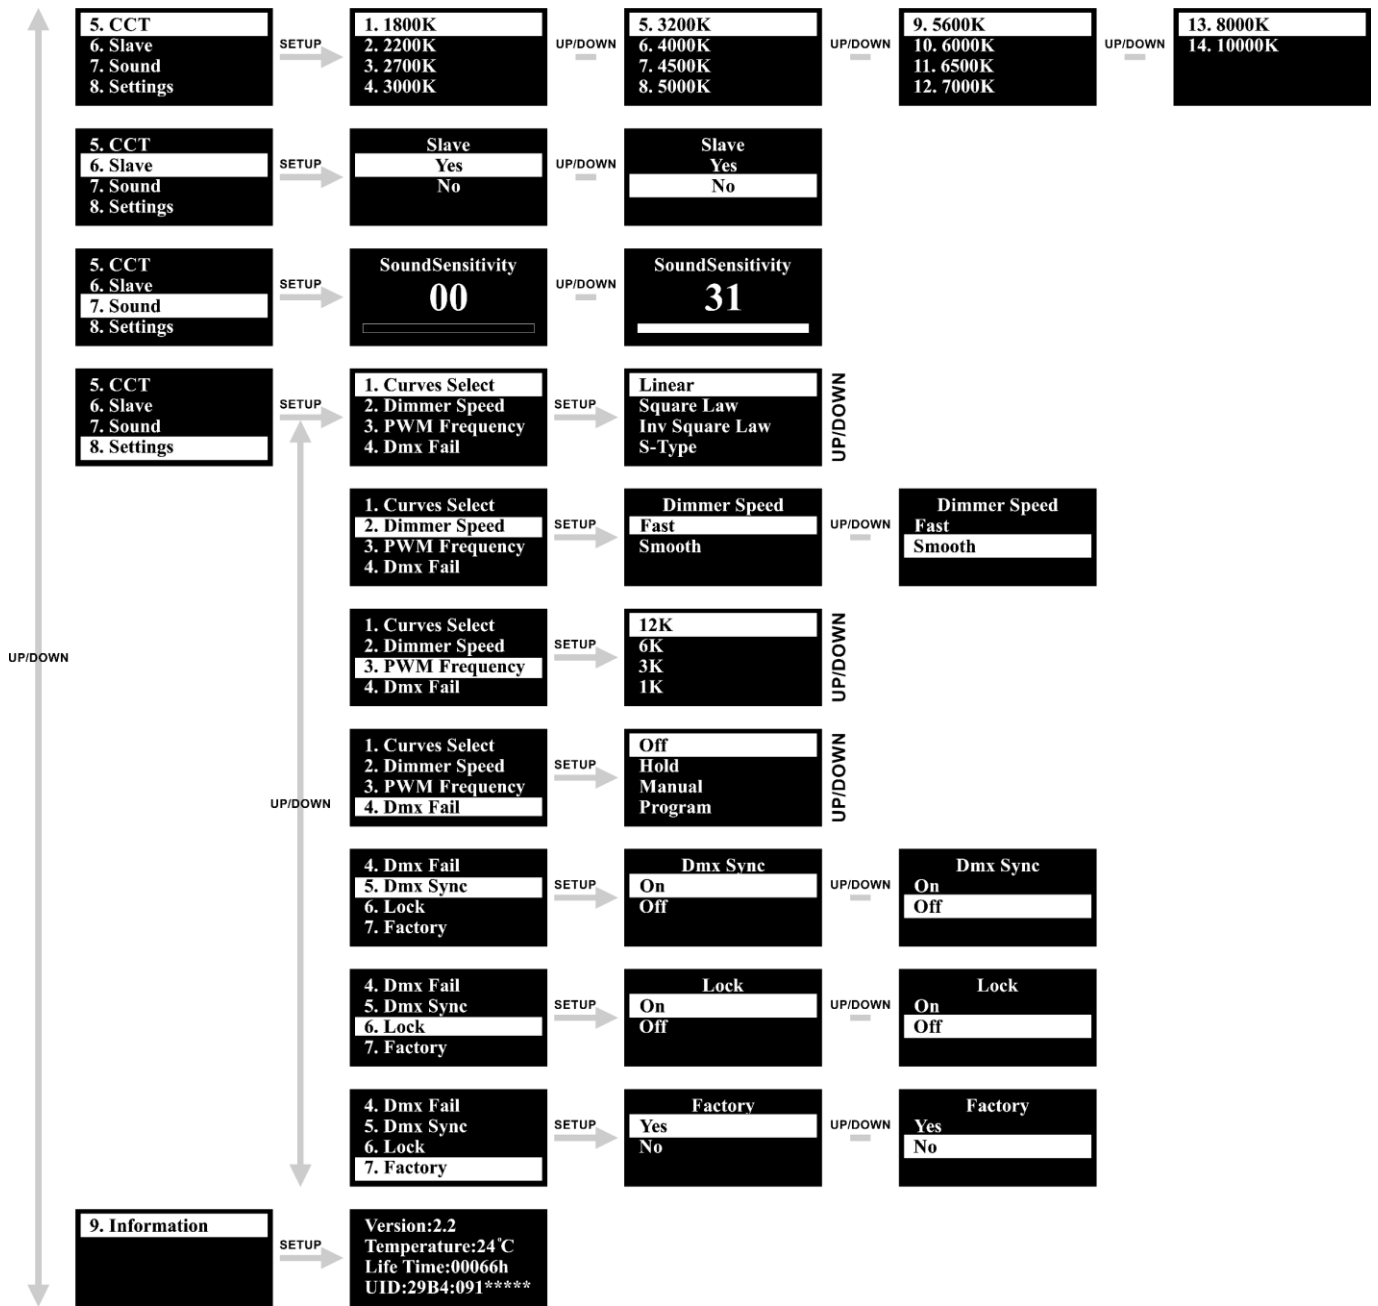 5. CCT
6. Slave
7. Sound
8. Settings
SETUP
1. 1800K
2. 2200K
3. 2700K
4. 3000K
UP/DOWN
5. 3200K
6. 4000K
7. 4500K
8. 5000K
UP/DOWN
9. 5600K
10. 6000K
11. 6500K
12. 7000K
UP/DOWN
13. 8000K
14. 10000K
5. CCT
6. Slave
7. Sound
8. Settings
SETUP
Slave
Yes
No
UP/DOWN
Slave
Yes
No
5. CCT
6. Slave
7. Sound
8. Settings
SETUP
SoundSensitivity
00
UP/DOWN
SoundSensitivity
31
5. CCT
6. Slave
7. Sound
8. Settings
SETUP
1. Curves Select
2. Dimmer Speed
3. PWM Frequency
4. Dmx Fail
SETUP
Linear
Square Law
Inv Square Law
S-Type
UP/DOWN
1. Curves Select
2. Dimmer Speed
3. PWM Frequency
4. Dmx Fail
SETUP
Dimmer Speed
Fast
Smooth
UP/DOWN
Dimmer Speed
Fast
Smooth
UP/DOWN
1. Curves Select
2. Dimmer Speed
3. PWM Frequency
4. Dmx Fail
SETUP
12K
6K
3K
1K
UP/DOWN
UP/DOWN
1. Curves Select
2. Dimmer Speed
3. PWM Frequency
4. Dmx Fail
SETUP
Off
Hold
Manual
Program
UP/DOWN
4. Dmx Fail
5. Dmx Sync
6. Lock
7. Factory
SETUP
Dmx Sync
On
Off
UP/DOWN
Dmx Sync
On
Off
4. Dmx Fail
5. Dmx Sync
6. Lock
7. Factory
SETUP
Lock
On
Off
UP/DOWN
Lock
On
Off
4. Dmx Fail
5. Dmx Sync
6. Lock
7. Factory
SETUP
Factory
Yes
No
UP/DOWN
Factory
Yes
No
9. Information
SETUP
Version:2.2
Temperature:24°C
Life Time:00066h
UID:29B4:091*****